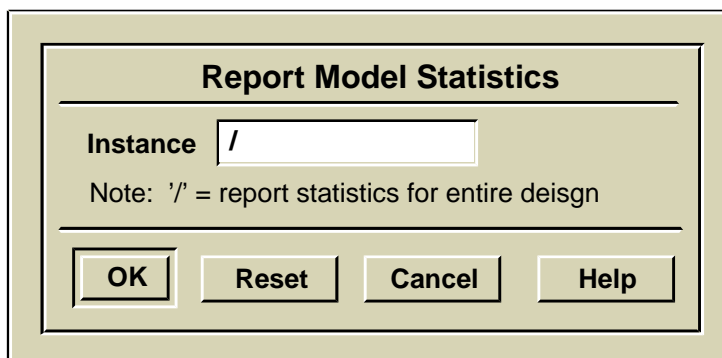 Report Model Statistics
Instance /
Note: '/' = report statistics for entire deisgn
OK Reset Cancel Help